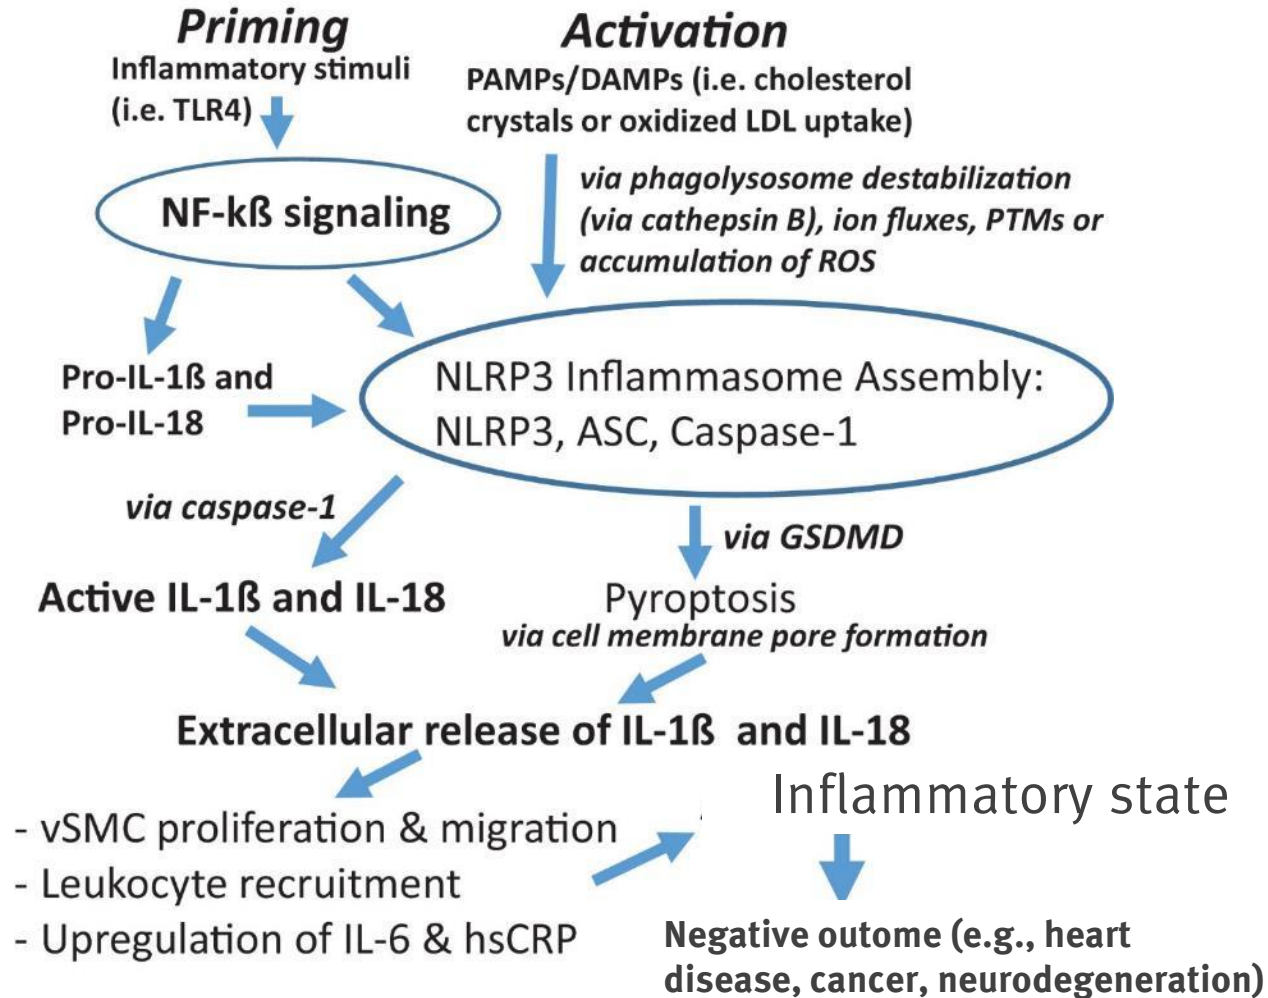 Priming
Inflammatory stimuli
(i.e. TLR4)
Activation
PAMPs/DAMPs (i.e. cholesterol
crystals or oxidized LDL uptake)
via phagolysosome destabilization
(via cathepsin B), ion fluxes, PTMs or
accumulation of ROS
NF-kß signaling
Pro-IL-1ß and
Pro-IL-18
NLRP3 Inflammasome Assembly:
NLRP3, ASC, Caspase-1
via caspase-1
via GSDMD
Active IL-1ß and IL-18
Pyroptosis
via cell membrane pore formation
Extracellular release of IL-1ß and IL-18
- vSMC proliferation & migration
- Leukocyte recruitment
- Upregulation of IL-6 & hsCRP
Inflammatory state
Negative outome (e.g., heart
disease, cancer, neurodegeneration)